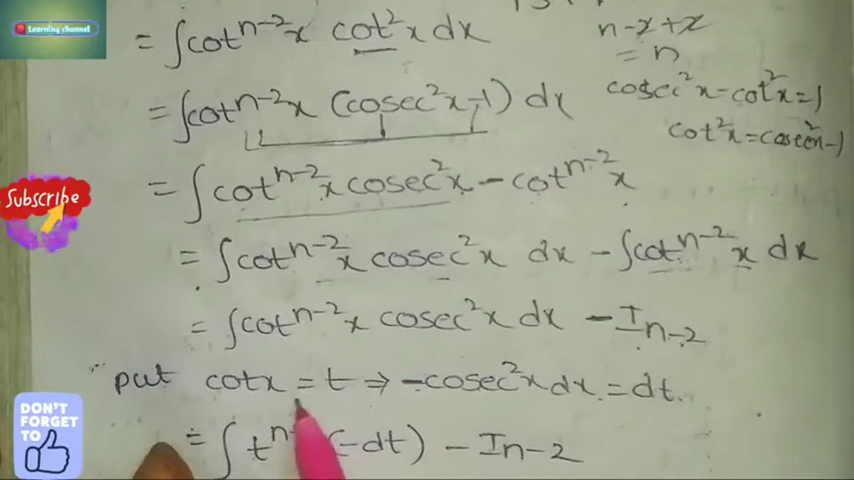 Learning channel
= ∫cotⁿ⁻²x cot²x dx
n-2+2
= n
= ∫cotⁿ⁻²x (cosec²x-1) dx
cosec²x-cot²x=1
cot²x=cosec²x-1
= ∫cotⁿ⁻²x cosec²x - cotⁿ⁻²x
Subscribe
= ∫cotⁿ⁻²x cosec²x dx - ∫cotⁿ⁻²x dx
= ∫cotⁿ⁻²x cosec²x dx - Iₙ₋₂
put cotx = t ⇒ -cosec²x dx = dt.
DON'T
FORGET
TO
= ∫ tⁿ⁻ (-dt) - In-2